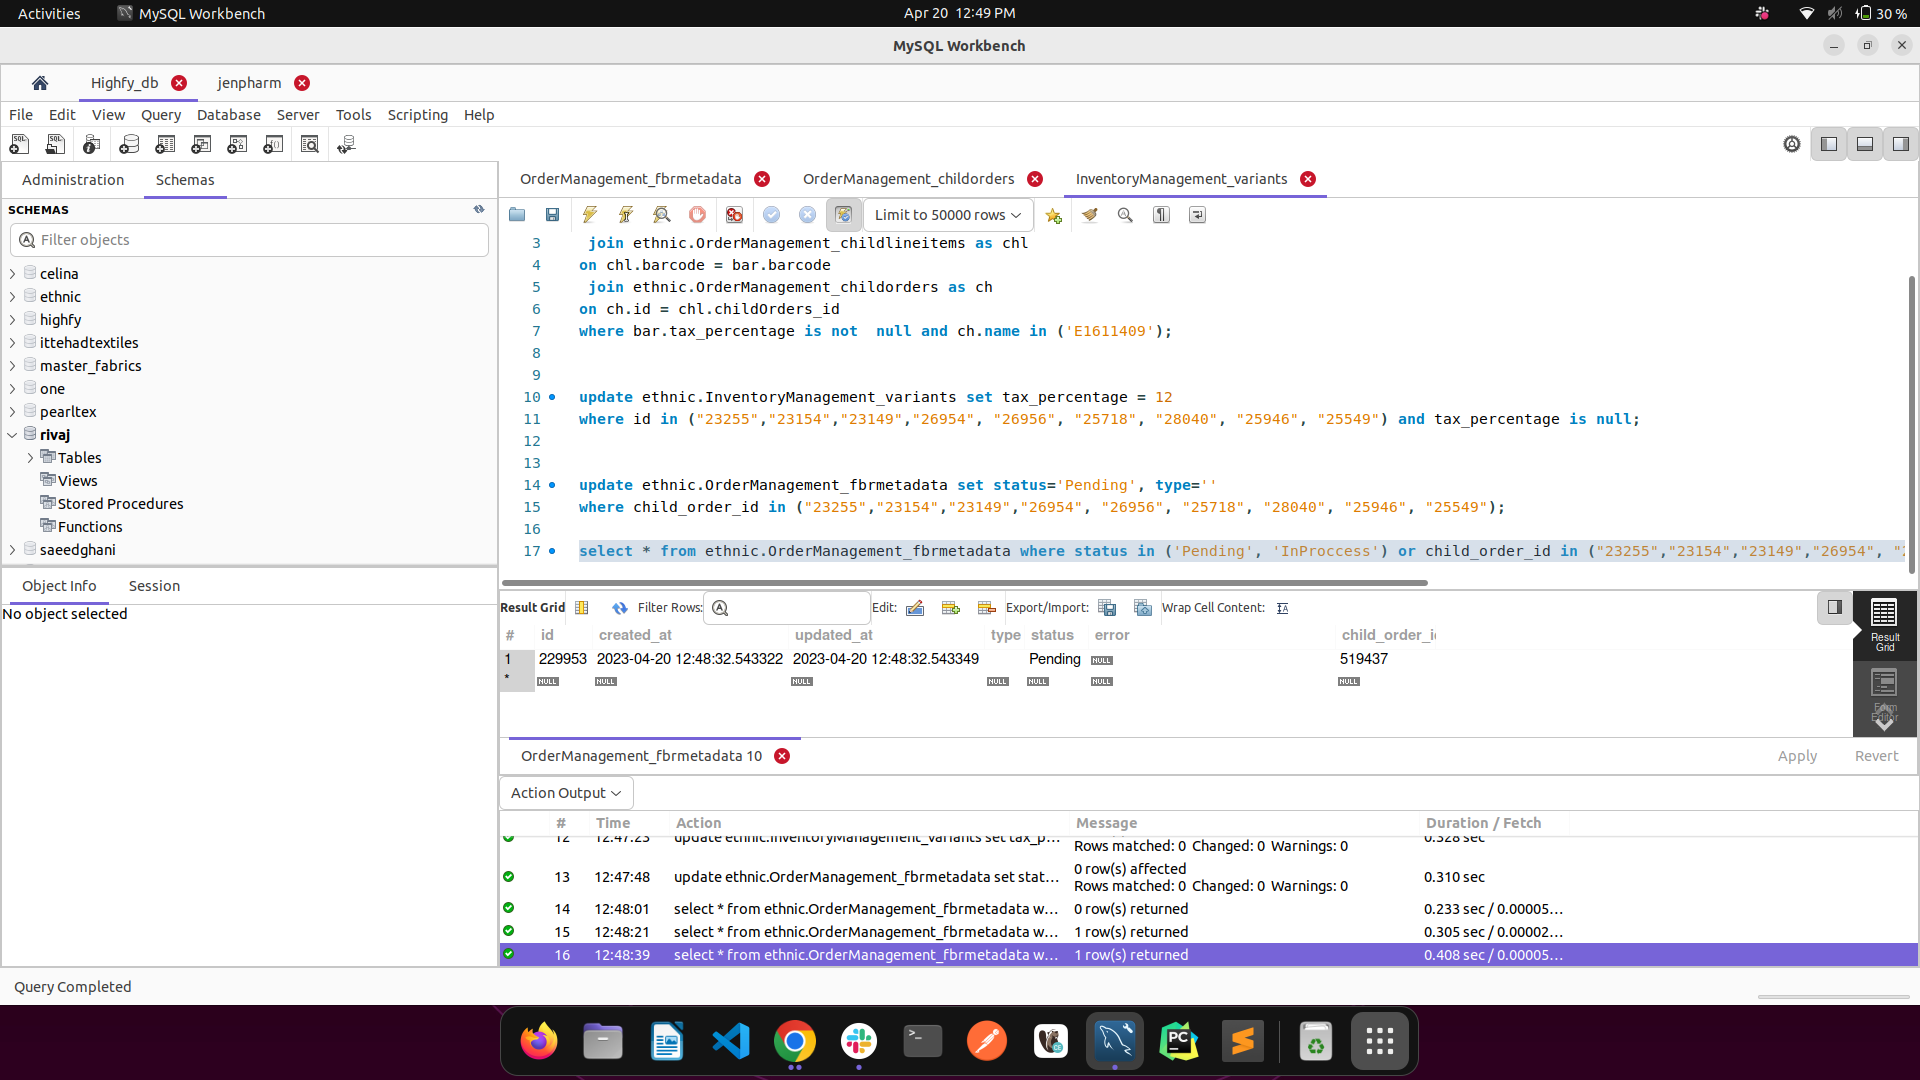 Activities
MySQL Workbench
Apr 20 12:49 PM
30 %
MySQL Workbench
Highfy_db
jenpharm
File Edit View Query Database Server Tools Scripting Help
Administration
Schemas
OrderManagement_fbrmetadata
OrderManagement_childorders
InventoryManagement_variants
SCHEMAS
Filter objects
celina
ethnic
highfy
ittehadtextiles
master_fabrics
one
pearltex
rivaj
Tables
Views
Stored Procedures
Functions
saeedghani
Object Info
Session
No object selected
Limit to 50000 rows
3 join ethnic.OrderManagement_childlineitems as chl
4 on chl.barcode = bar.barcode
5 join ethnic.OrderManagement_childorders as ch
6 on ch.id = chl.childOrders_id
7 where bar.tax_percentage is not  null and ch.name in ('E1611409');
8
9
10 update ethnic.InventoryManagement_variants set tax_percentage = 12
11 where id in ("23255","23154","23149","26954", "26956", "25718", "28040", "25946", "25549") and tax_percentage is null;
12
13
14 update ethnic.OrderManagement_fbrmetadata set status='Pending', type=''
15 where child_order_id in ("23255","23154","23149","26954", "26956", "25718", "28040", "25946", "25549");
16
17 select * from ethnic.OrderManagement_fbrmetadata where status in ('Pending', 'InProccess') or child_order_id in ("23255","23154","23149","26954", "
Result Grid
Filter Rows:
Edit:
Export/Import:
Wrap Cell Content:
# id created_at updated_at type status error child_order_i
1 229953 2023-04-20 12:48:32.543322 2023-04-20 12:48:32.543349 Pending NULL 519437
* NULL NULL NULL NULL NULL NULL NULL
Result Grid
Form Editor
OrderManagement_fbrmetadata 10
Apply
Revert
Action Output
# Time Action Message Duration / Fetch
12 12:47:23 update ethnic.InventoryManagement_variants set tax_p... 0.328 sec
Rows matched: 0 Changed: 0 Warnings: 0
13 12:47:48 update ethnic.OrderManagement_fbrmetadata set stat... 0 row(s) affected 0.310 sec
Rows matched: 0 Changed: 0 Warnings: 0
14 12:48:01 select * from ethnic.OrderManagement_fbrmetadata w... 0 row(s) returned 0.233 sec / 0.00005...
15 12:48:21 select * from ethnic.OrderManagement_fbrmetadata w... 1 row(s) returned 0.305 sec / 0.00002...
16 12:48:39 select * from ethnic.OrderManagement_fbrmetadata w... 1 row(s) returned 0.408 sec / 0.00005...
Query Completed